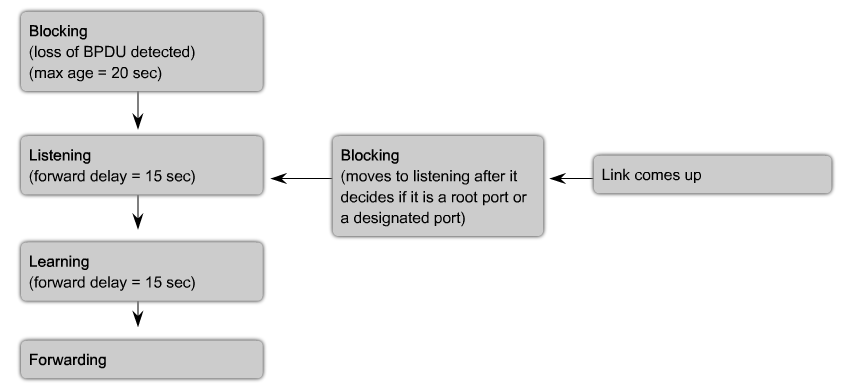 Blocking
(loss of BPDU detected)
(max age = 20 sec)
Listening
(forward delay = 15 sec)
Blocking
(moves to listening after it
decides if it is a root port or
a designated port)
Link comes up
Learning
(forward delay = 15 sec)
Forwarding